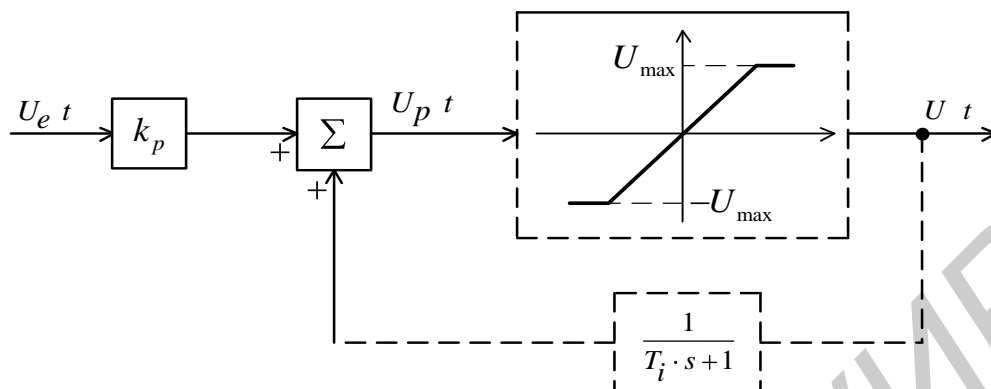 U_e t
k_p
+
Σ
+
U_p t
U_max
-U_max
U t
1
T_i · s + 1